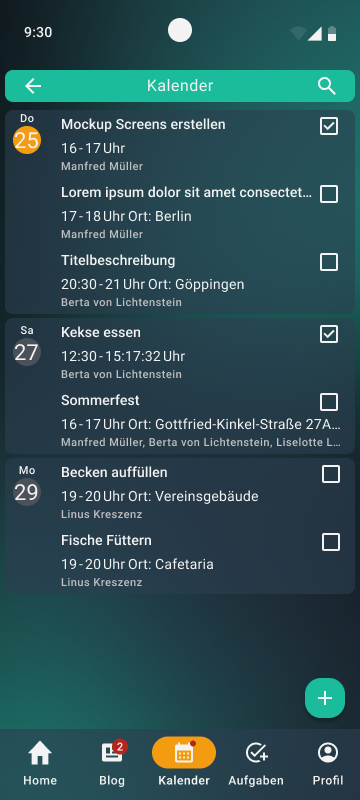 9:30
Kalender
Do
25
Mockup Screens erstellen
16-17 Uhr
Manfred Müller
Lorem ipsum dolor sit amet consectet…
17-18 Uhr Ort: Berlin
Manfred Müller
Titelbeschreibung
20:30-21 Uhr Ort: Göppingen
Berta von Lichtenstein
Sa
27
Kekse essen
12:30-15:17:32 Uhr
Berta von Lichtenstein
Sommerfest
16-17 Uhr Ort: Gottfried-Kinkel-Straße 27A…
Manfred Müller, Berta von Lichtenstein, Liselotte L…
Mo
29
Becken auffüllen
19-20 Uhr Ort: Vereinsgebäude
Linus Kreszenz
Fische Füttern
19-20 Uhr Ort: Cafetaria
Linus Kreszenz
2
Home Blog Kalender Aufgaben Profil